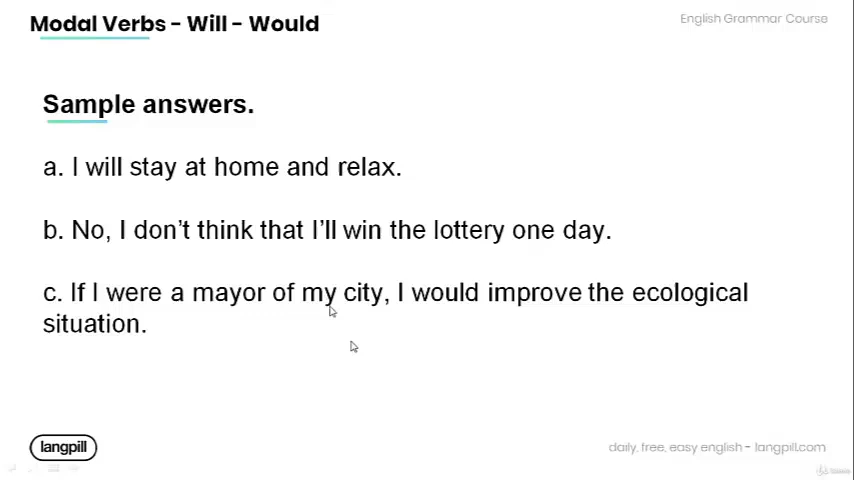 Modal Verbs - Will - Would
English Grammar Course
Sample answers.
a. I will stay at home and relax.
b. No, I don't think that I'll win the lottery one day.
c. If I were a mayor of my city, I would improve the ecological
situation.
langpill
daily, free, easy english - langpill.com